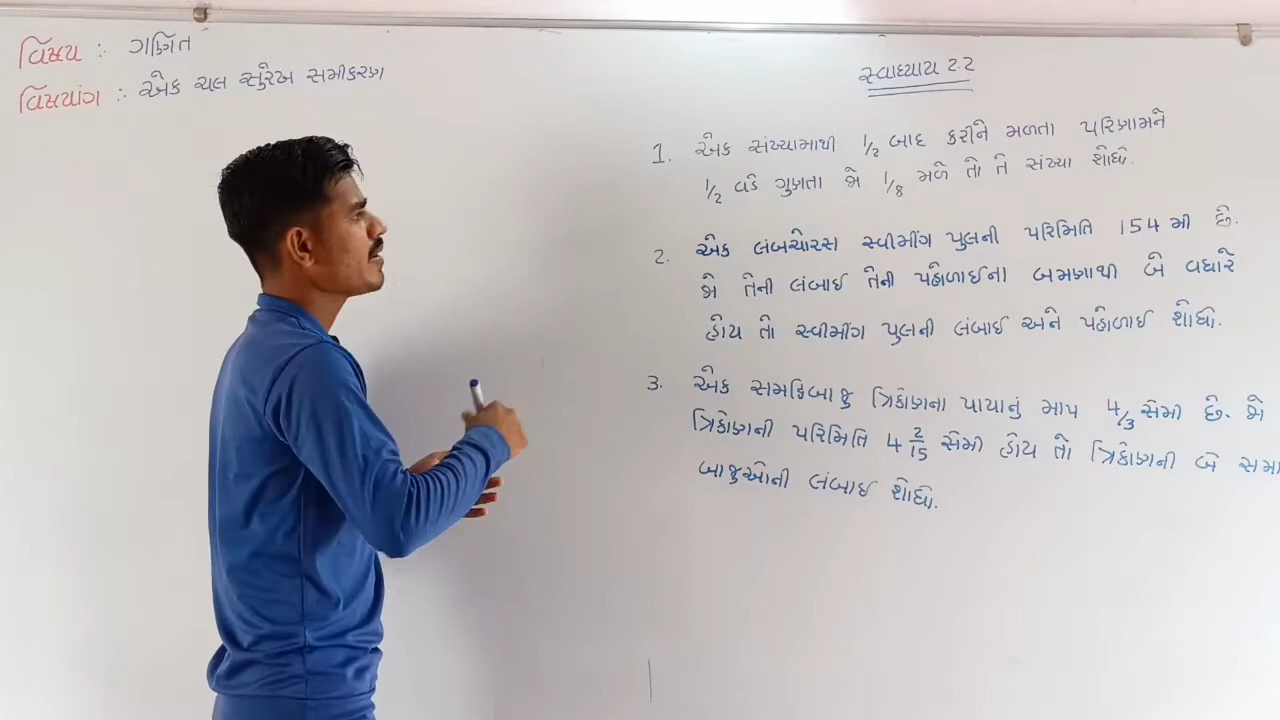 વિષય : ગણિત
વિષયાંગ : એક ચલ સુરેખ સમીકરણ
સ્વાધ્યાય 2.2
1. એક સંખ્યામાથી 1/2 બાદ કરીને મળતા પરિણામને
1/2 વડે ગુણતા જો 1/8 મળે તો તે સંખ્યા શોધો.
2. એક લંબચોરસ સ્વીમીંગ પુલની પરિમિતિ 154 મી છે.
જો તેની લંબાઈ તેની પહોળાઈના બમણાથી બે વધારે
હોય તો સ્વીમીંગ પુલની લંબાઈ અને પહોળાઈ શોધો.
3. એક સમદ્વિબાજુ ત્રિકોણના પાયાનું માપ 4/3 સેમી છે. જો
ત્રિકોણની પરિમિતિ 4 2/15 સેમી હોય તો ત્રિકોણની બે સમા
બાજુઓની લંબાઈ શોધો.